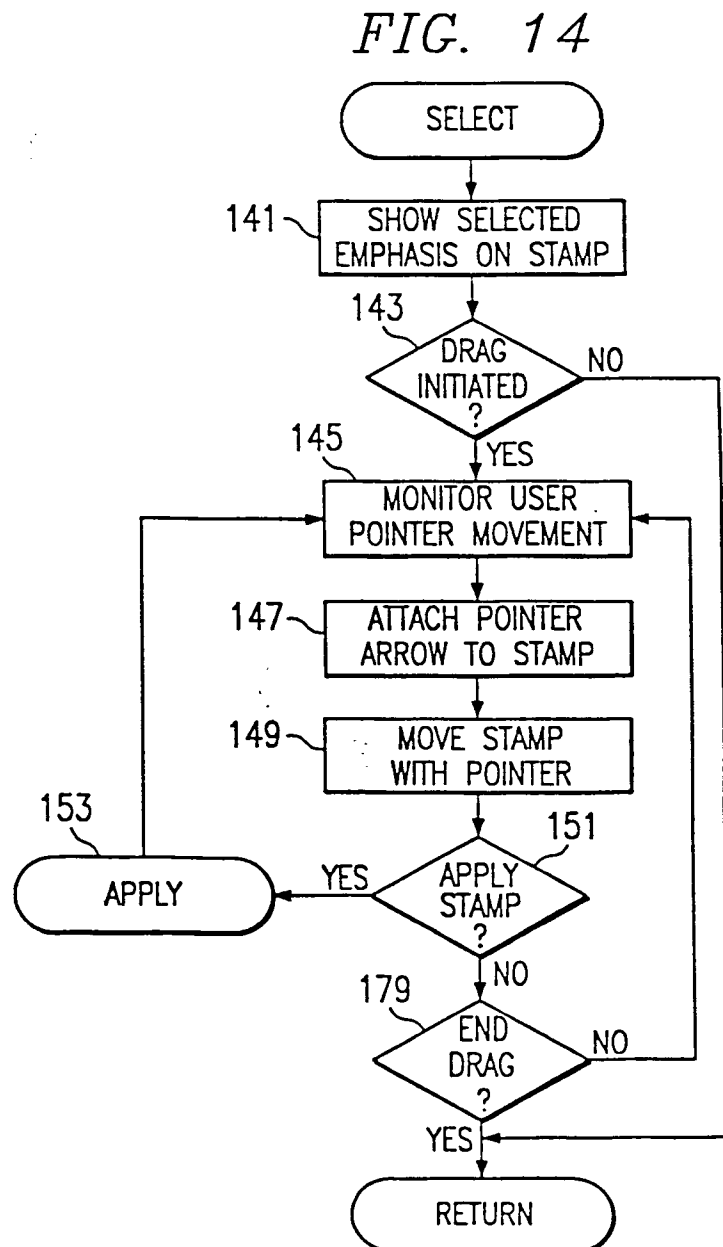 FIG. 14
SELECT
141
SHOW SELECTED
EMPHASIS ON STAMP
143
DRAG
INITIATED
?
NO
YES
145
MONITOR USER
POINTER MOVEMENT
147
ATTACH POINTER
ARROW TO STAMP
149
MOVE STAMP
WITH POINTER
153
APPLY
YES
151
APPLY
STAMP
?
NO
179
END
DRAG
?
NO
YES
RETURN